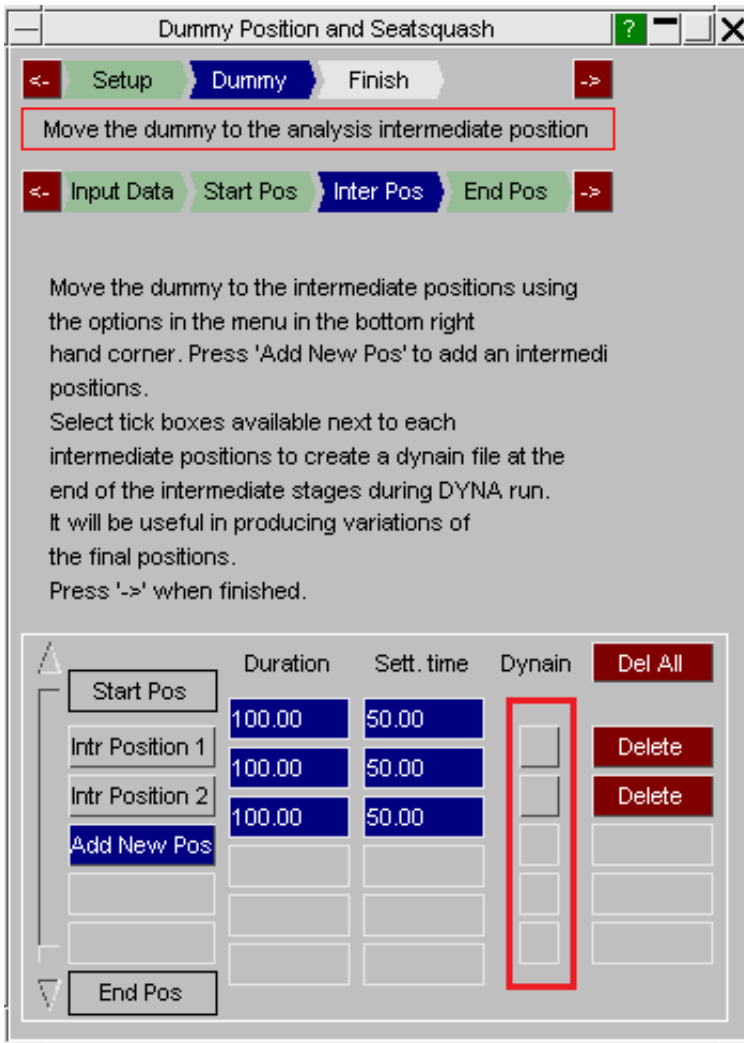 Dummy Position and Seatsquash ?
<- Setup Dummy Finish ->
Move the dummy to the analysis intermediate position
<- Input Data Start Pos Inter Pos End Pos ->
Move the dummy to the intermediate positions using
the options in the menu in the bottom right
hand corner. Press 'Add New Pos' to add an intermedi
positions.
Select tick boxes available next to each
intermediate positions to create a dynain file at the
end of the intermediate stages during DYNA run.
It will be useful in producing variations of
the final positions.
Press '->' when finished.
Duration Sett. time Dynain Del All
Start Pos
100.00 50.00
Intr Position 1 Delete
100.00 50.00
Intr Position 2 Delete
100.00 50.00
Add New Pos
End Pos